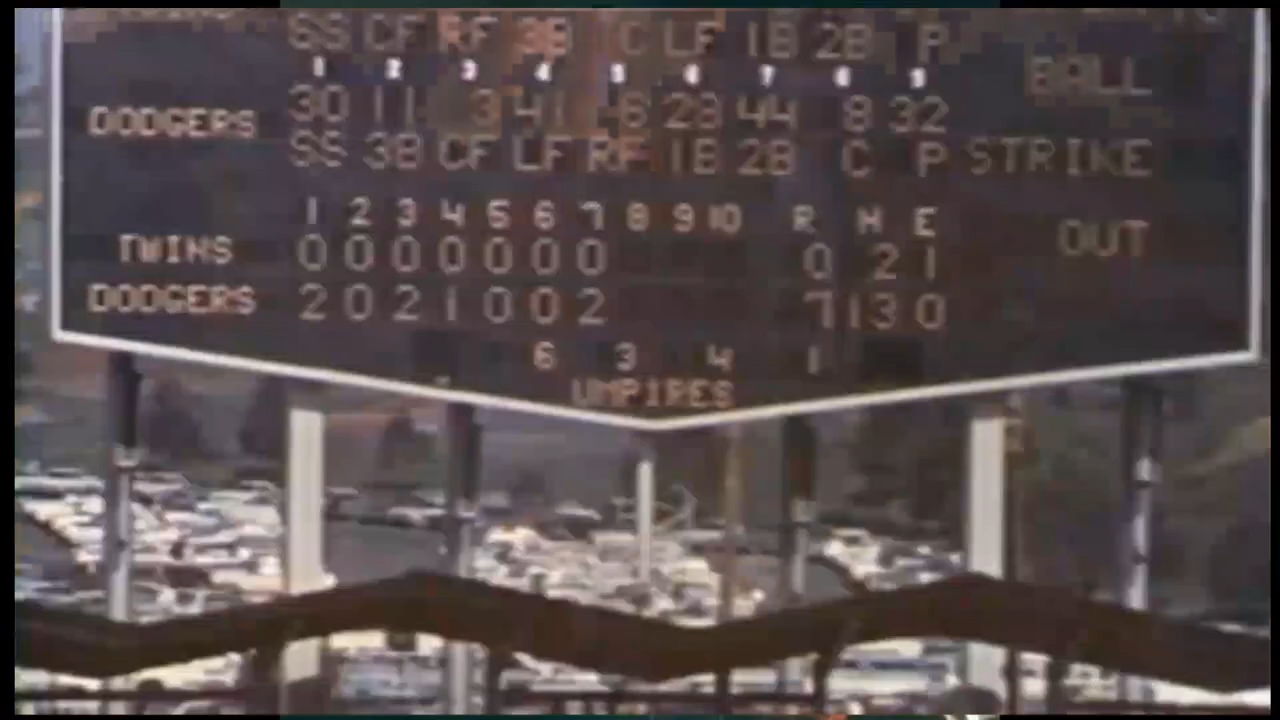 SS CF RF 3B C LF 1B 2B P
1 2 3 4 5 6 7 8 9
BALL
DODGERS 30 11 3 41 6 28 44 8 32
SS 3B CF LF RF 1B 2B C P STRIKE
1 2 3 4 5 6 7 8 9 10 R H E
TWINS 0 0 0 0 0 0 0 0 2 1 OUT
DODGERS 2 0 2 1 0 0 2 7 13 0
6 3 4 1
UMPIRES